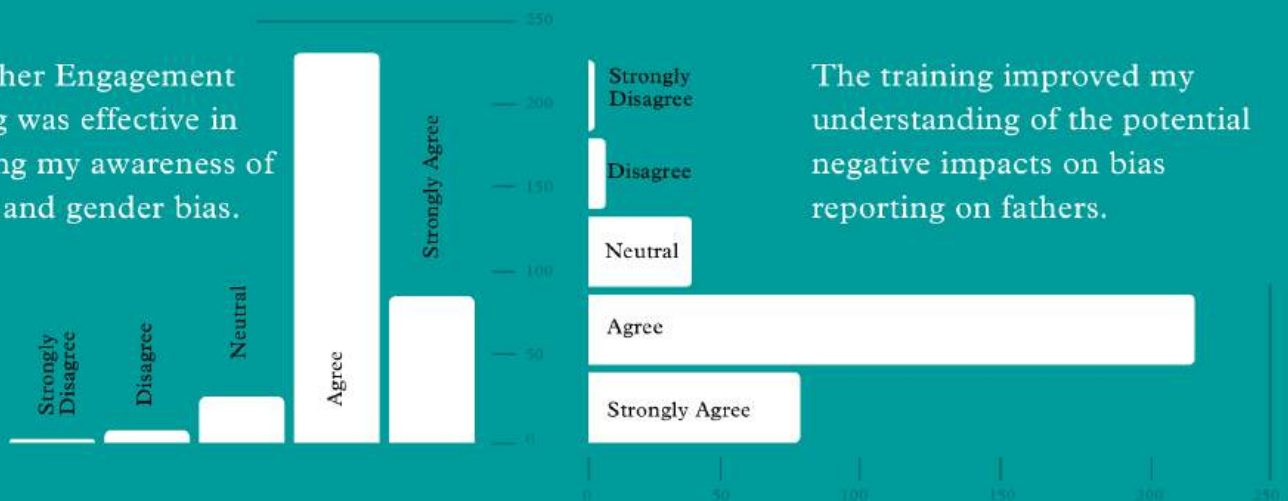 her Engagement
g was effective in
ng my awareness of
and gender bias.
250
200
150
100
50
0
Strongly
Disagree
Disagree
Neutral
Agree
Strongly Agree
Strongly
Disagree
Disagree
Neutral
Agree
Strongly Agree
0
50
100
150
200
250
The training improved my
understanding of the potential
negative impacts on bias
reporting on fathers.